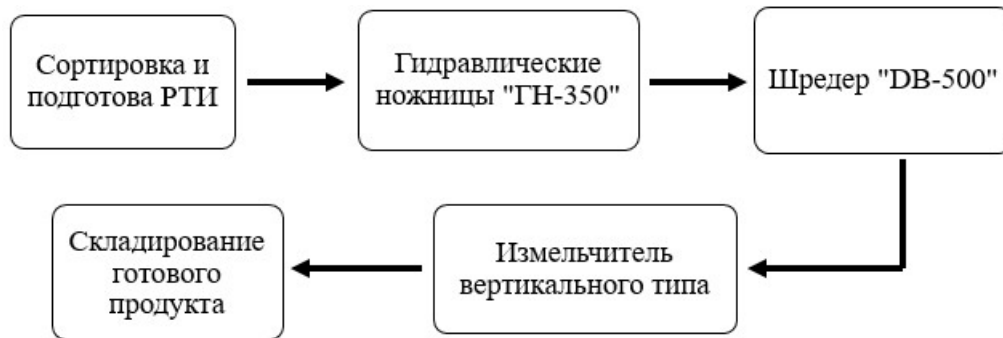 Сортировка и
подготова РТИ
Гидравлические
ножницы "ГН-350"
Шредер "DB-500"
Измельчитель
вертикального типа
Складирование
готового
продукта